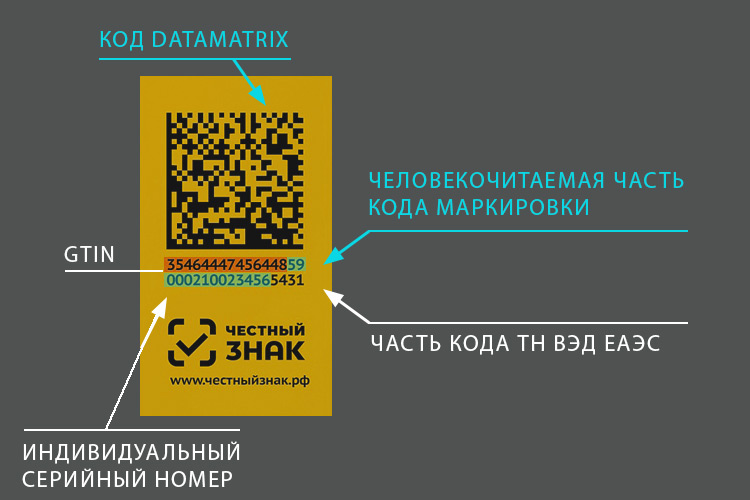 КОД DATAMATRIX
ЧЕЛОВЕКОЧИТАЕМАЯ ЧАСТЬ
КОДА МАРКИРОВКИ
GTIN
3546444745644859
0002100234565431
ЧАСТЬ КОДА ТН ВЭД ЕАЭС
ЧЕСТНЫЙ
ЗНАК
www.честныйзнак.рф
ИНДИВИДУАЛЬНЫЙ
СЕРИЙНЫЙ НОМЕР